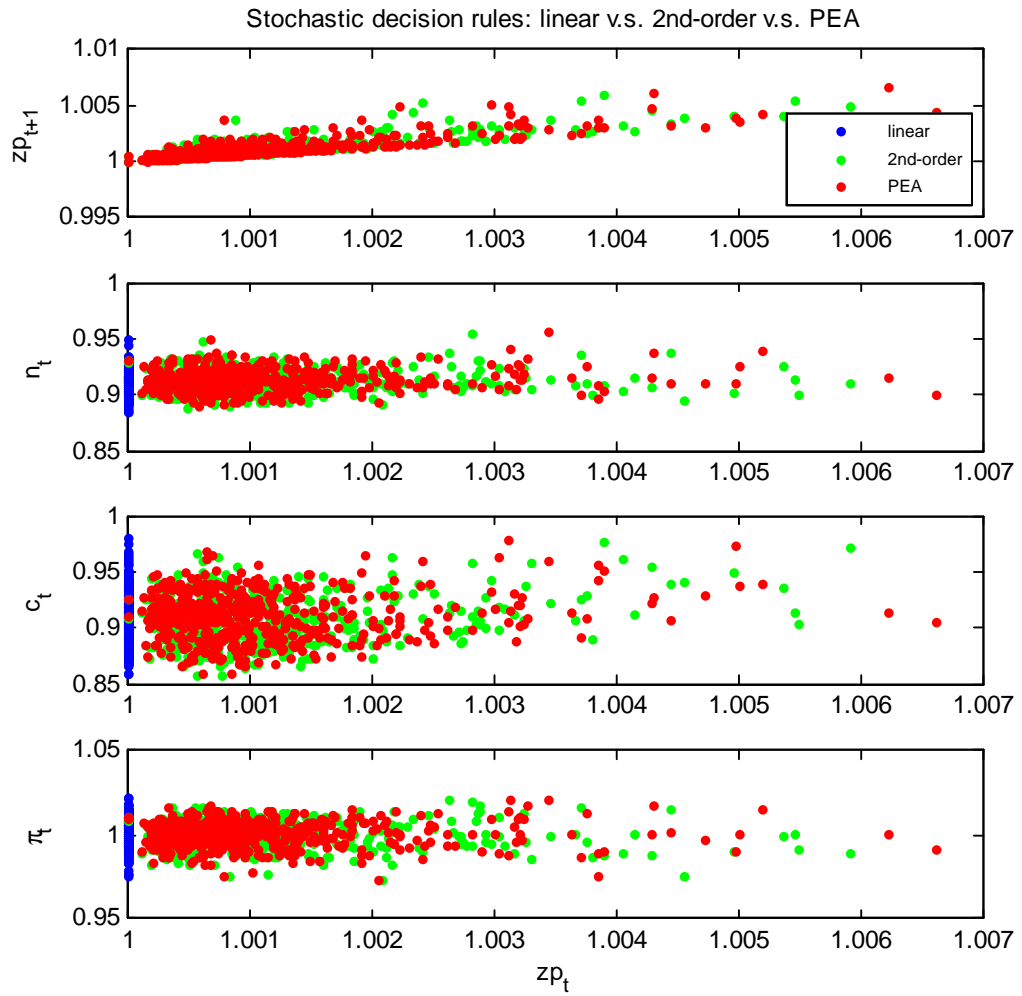 Stochastic decision rules: linear v.s. 2nd-order v.s. PEA
1.01
1.005
1
0.995
zp_{t+1}
linear
2nd-order
PEA
1 1.001 1.002 1.003 1.004 1.005 1.006 1.007
1
0.95
0.9
0.85
n_t
1 1.001 1.002 1.003 1.004 1.005 1.006 1.007
1
0.95
0.9
0.85
c_t
1 1.001 1.002 1.003 1.004 1.005 1.006 1.007
1.05
1
0.95
π_t
1 1.001 1.002 1.003 1.004 1.005 1.006 1.007
zp_t